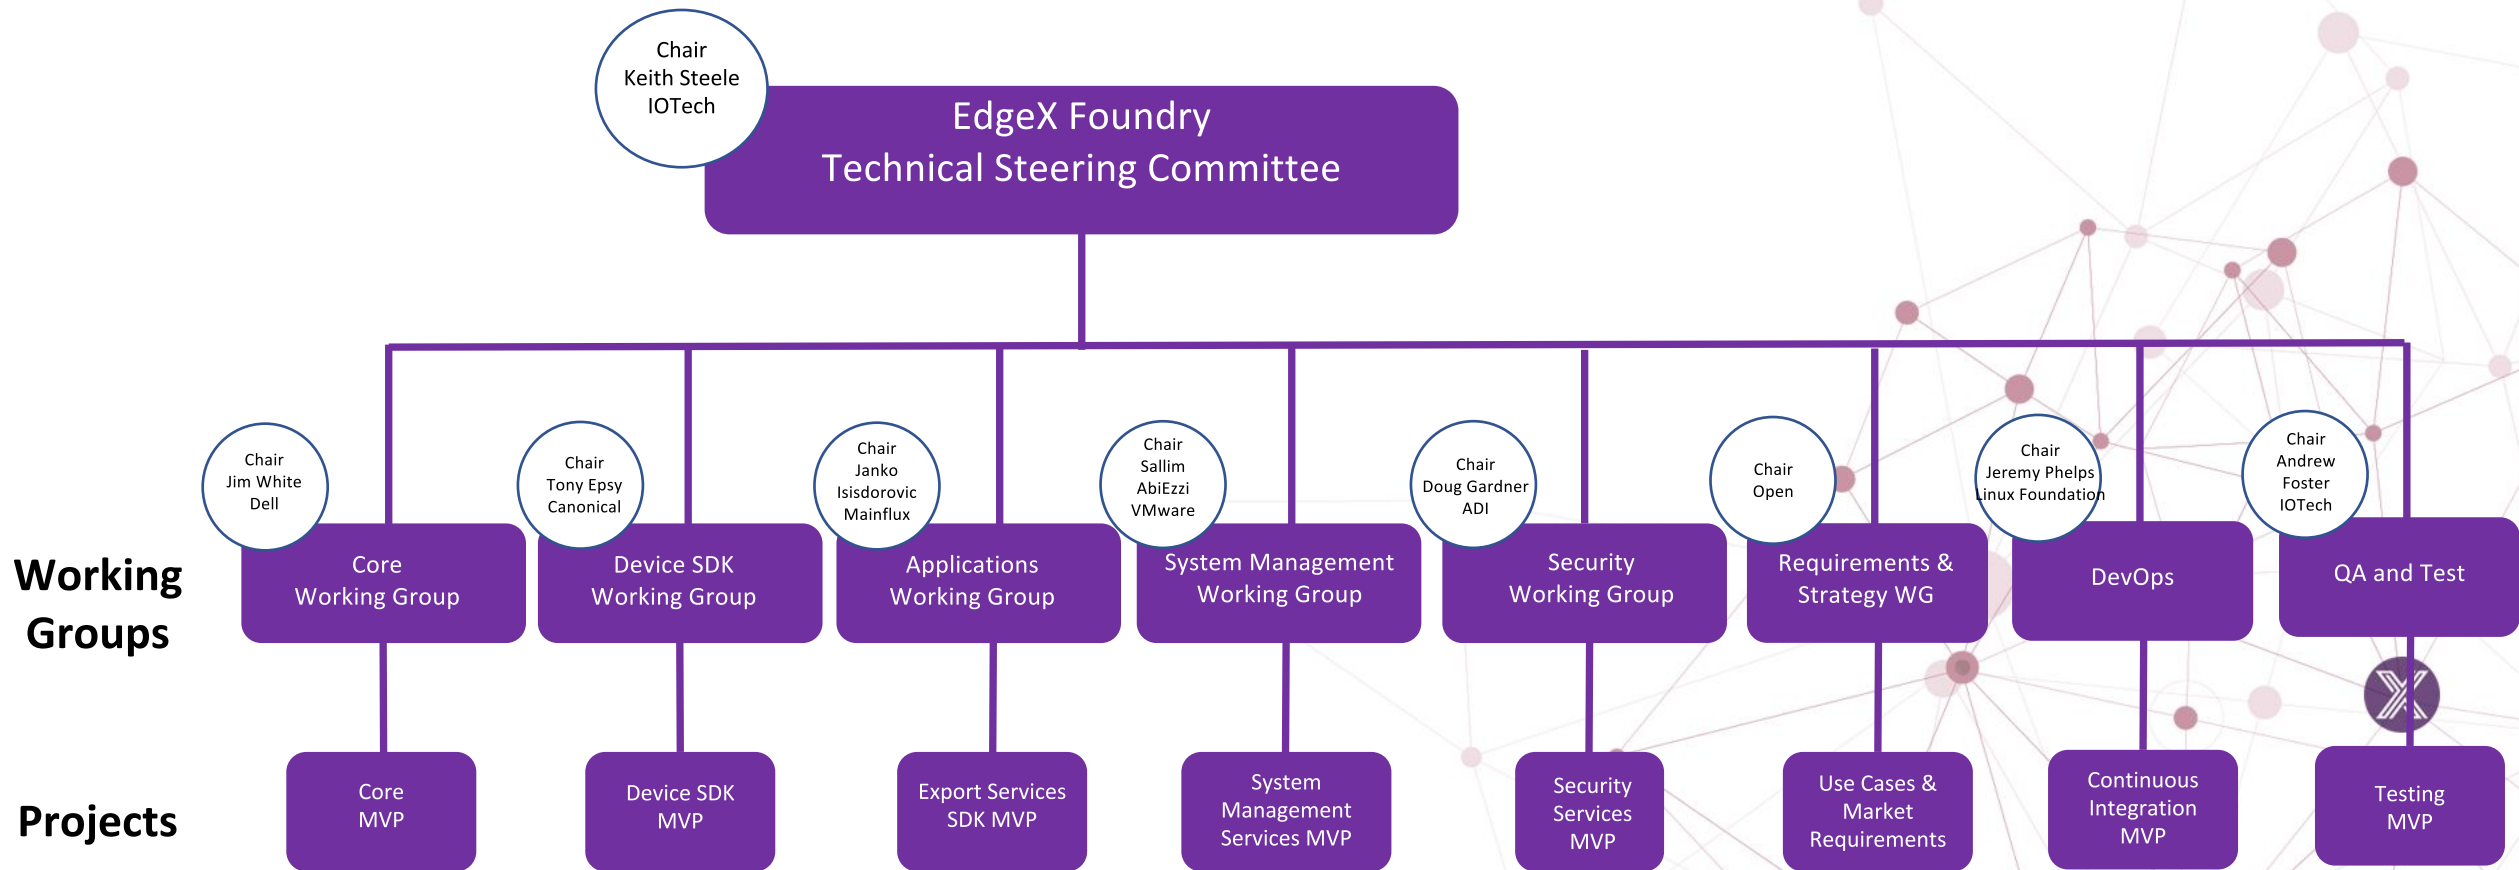 Chair
Keith Steele
IOTech
EdgeX Foundry
Technical Steering Committee
Chair
Jim White
Dell
Chair
Tony Epsy
Canonical
Chair
Janko
Isisdorovic
Mainflux
Chair
Sallim
AbiEzzi
VMware
Chair
Doug Gardner
ADI
Chair
Open
Chair
Jeremy Phelps
Linux Foundation
Chair
Andrew
Foster
IOTech
Working
Groups
Core
Working Group
Device SDK
Working Group
Applications
Working Group
System Management
Working Group
Security
Working Group
Requirements &
Strategy WG
DevOps
QA and Test
Projects
Core
MVP
Device SDK
MVP
Export Services
SDK MVP
System
Management
Services MVP
Security
Services
MVP
Use Cases &
Market
Requirements
Continuous
Integration
MVP
Testing
MVP